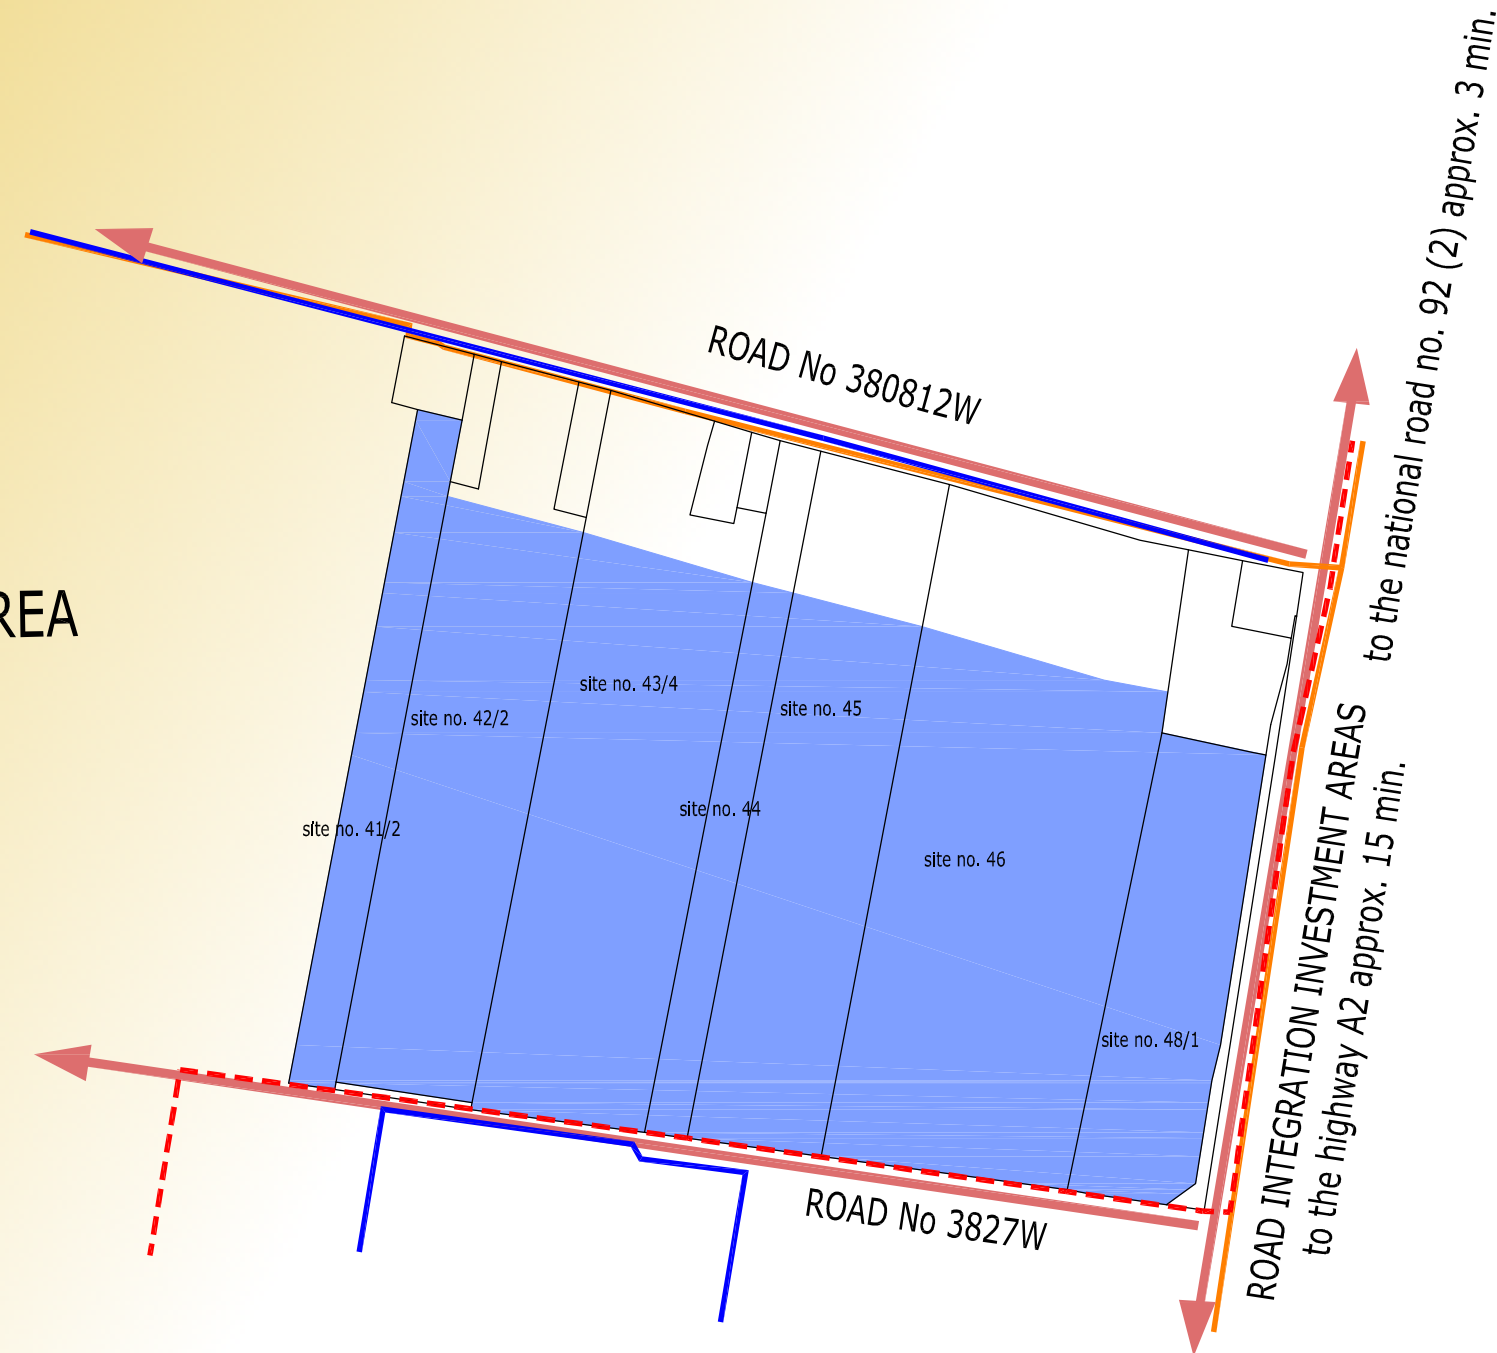 to the national road no. 92 (2) approx. 3 min.
ROAD No 380812W
REA
site no. 43/4
site no. 45
site no. 42/2
site no. 44
site no. 41/2
site no. 46
site no. 48/1
ROAD INTEGRATION INVESTMENT AREAS
to the highway A2 approx. 15 min.
ROAD No 3827W